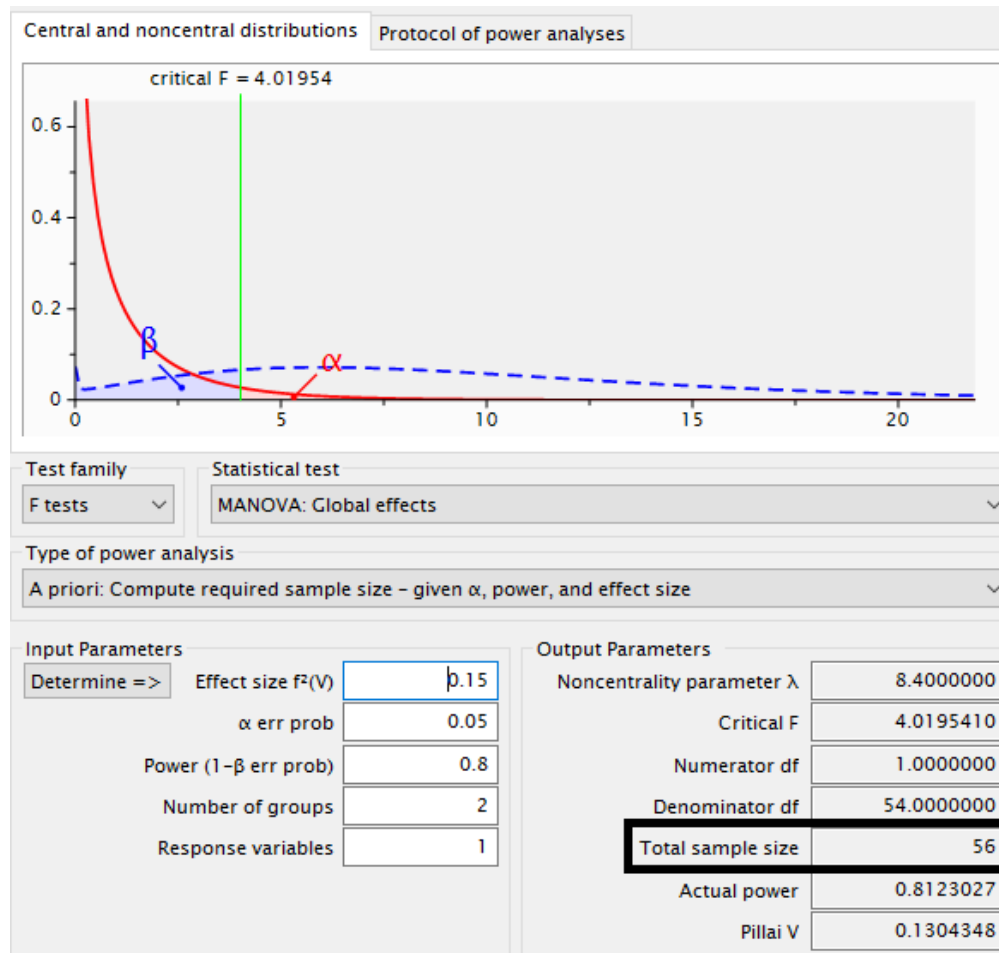 Central and noncentral distributions Protocol of power analyses
critical F = 4.01954
0.6
0.4
0.2
β
α
0
0 5 10 15 20
Test family Statistical test
F tests MANOVA: Global effects
Type of power analysis
A priori: Compute required sample size – given α, power, and effect size
Input Parameters Output Parameters
Determine => Effect size f²(V) 0.15 Noncentrality parameter λ 8.4000000
α err prob 0.05 Critical F 4.0195410
Power (1–β err prob) 0.8 Numerator df 1.0000000
Number of groups 2 Denominator df 54.0000000
Response variables 1 Total sample size 56
Actual power 0.8123027
Pillai V 0.1304348